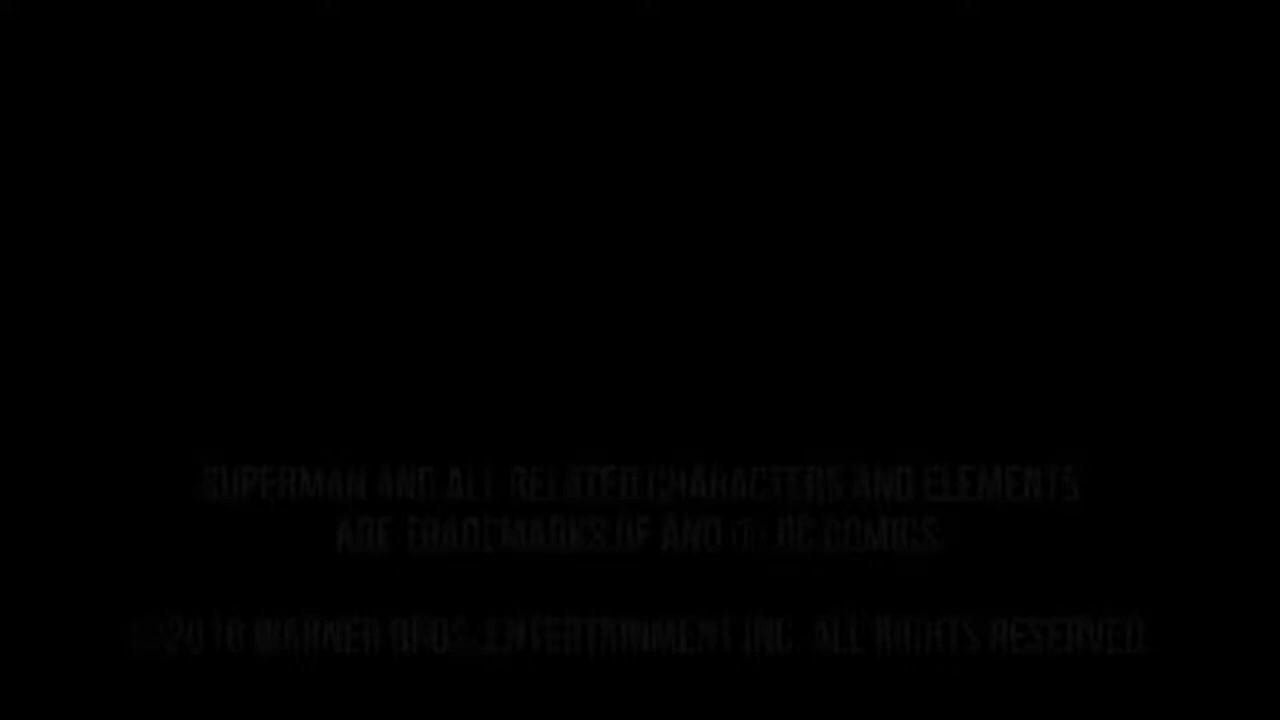 SUPERMAN AND ALL RELATED CHARACTERS AND ELEMENTS
ARE TRADEMARKS OF AND © DC COMICS.
WARNER BROS. ENTERTAINMENT INC. ALL RIGHTS RESERVED.